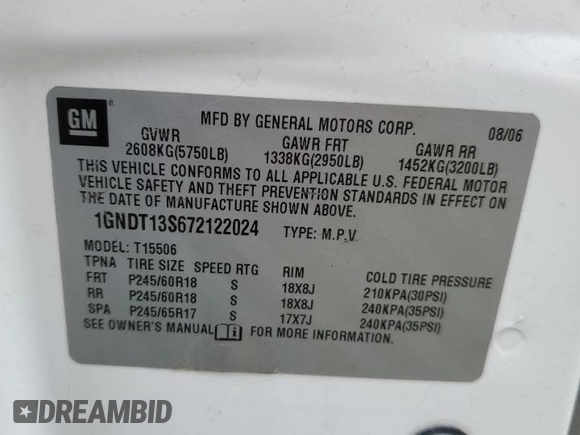 GM
MFD BY GENERAL MOTORS CORP. 08/06
GVWR GAWR FRT GAWR RR
2608KG(5750LB) 1338KG(2950LB) 1452KG(3200LB)
THIS VEHICLE CONFORMS TO ALL APPLICABLE U.S. FEDERAL MOTOR
VEHICLE SAFETY AND THEFT PREVENTION STANDARDS IN EFFECT ON
THE DATE OF MANUFACTURE SHOWN ABOVE.
1GNDT13S672122024 TYPE: M.P.V
MODEL: T15506
TPNA TIRE SIZE SPEED RTG RIM COLD TIRE PRESSURE
FRT P245/60R18 S 18X8J 210KPA(30PSI)
RR P245/60R18 S 18X8J 240KPA(35PSI)
SPA P245/65R17 S 17X7J 240KPA(35PSI)
SEE OWNER'S MANUAL FOR MORE INFORMATION.
DREAMBID